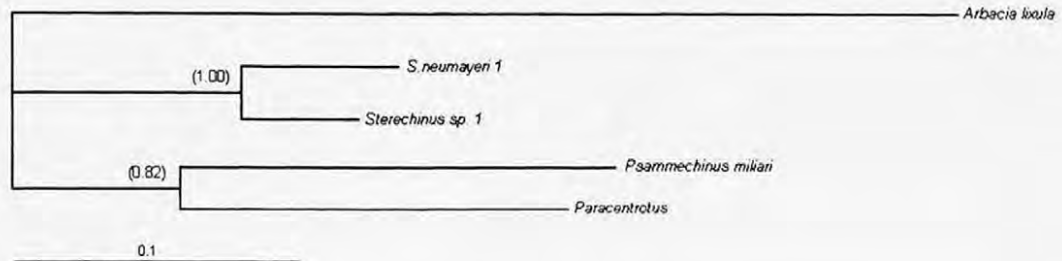 Arbacia lixula
S.neumayeri 1
(1.00)
Sterechinus sp. 1
Psammechinus miliari
(0.82)
Paracentrotus
0.1